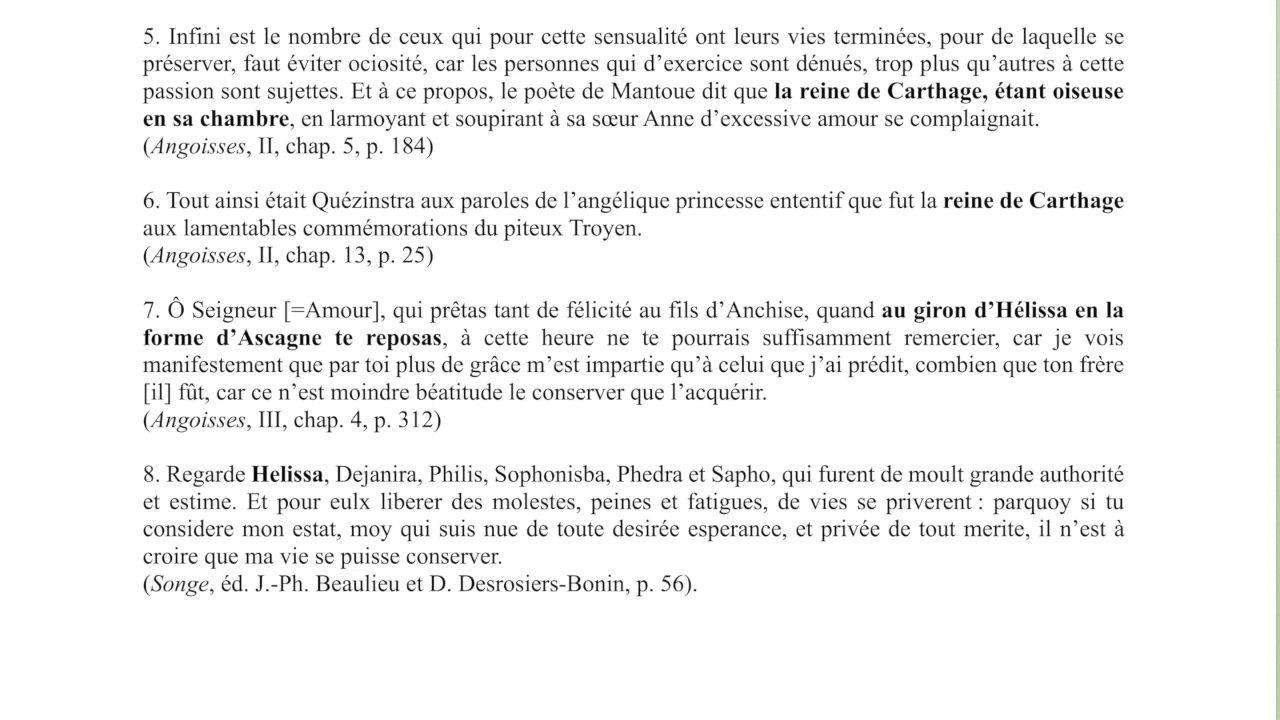 5. Infini est le nombre de ceux qui pour cette sensualité ont leurs vies terminées, pour de laquelle se
préserver, faut éviter ociosité, car les personnes qui d’exercice sont dénués, trop plus qu’autres à cette
passion sont sujettes. Et à ce propos, le poète de Mantoue dit que la reine de Carthage, étant oiseuse
en sa chambre, en larmoyant et soupirant à sa sœur Anne d’excessive amour se complaignait.
(Angoisses, II, chap. 5, p. 184)
6. Tout ainsi était Quézinstra aux paroles de l’angélique princesse ententif que fut la reine de Carthage
aux lamentables commémorations du piteux Troyen.
(Angoisses, II, chap. 13, p. 25)
7. Ô Seigneur [=Amour], qui prêtas tant de félicité au fils d’Anchise, quand au giron d’Hélissa en la
forme d’Ascagne te reposas, à cette heure ne te pourrais suffisamment remercier, car je vois
manifestement que par toi plus de grâce m’est impartie qu’à celui que j’ai prédit, combien que ton frère
[il] fût, car ce n’est moindre béatitude le conserver que l’acquérir.
(Angoisses, III, chap. 4, p. 312)
8. Regarde Helissa, Dejanira, Philis, Sophonisba, Phedra et Sapho, qui furent de moult grande authorité
et estime. Et pour eulx liberer des molestes, peines et fatigues, de vies se priverent : parquoy si tu
considere mon estat, moy qui suis nue de toute desirée esperance, et privée de tout merite, il n’est à
croire que ma vie se puisse conserver.
(Songe, éd. J.-Ph. Beaulieu et D. Desrosiers-Bonin, p. 56).